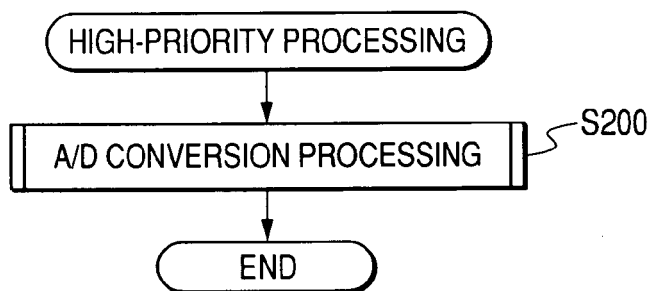 HIGH-PRIORITY PROCESSING
A/D CONVERSION PROCESSING
S200
END